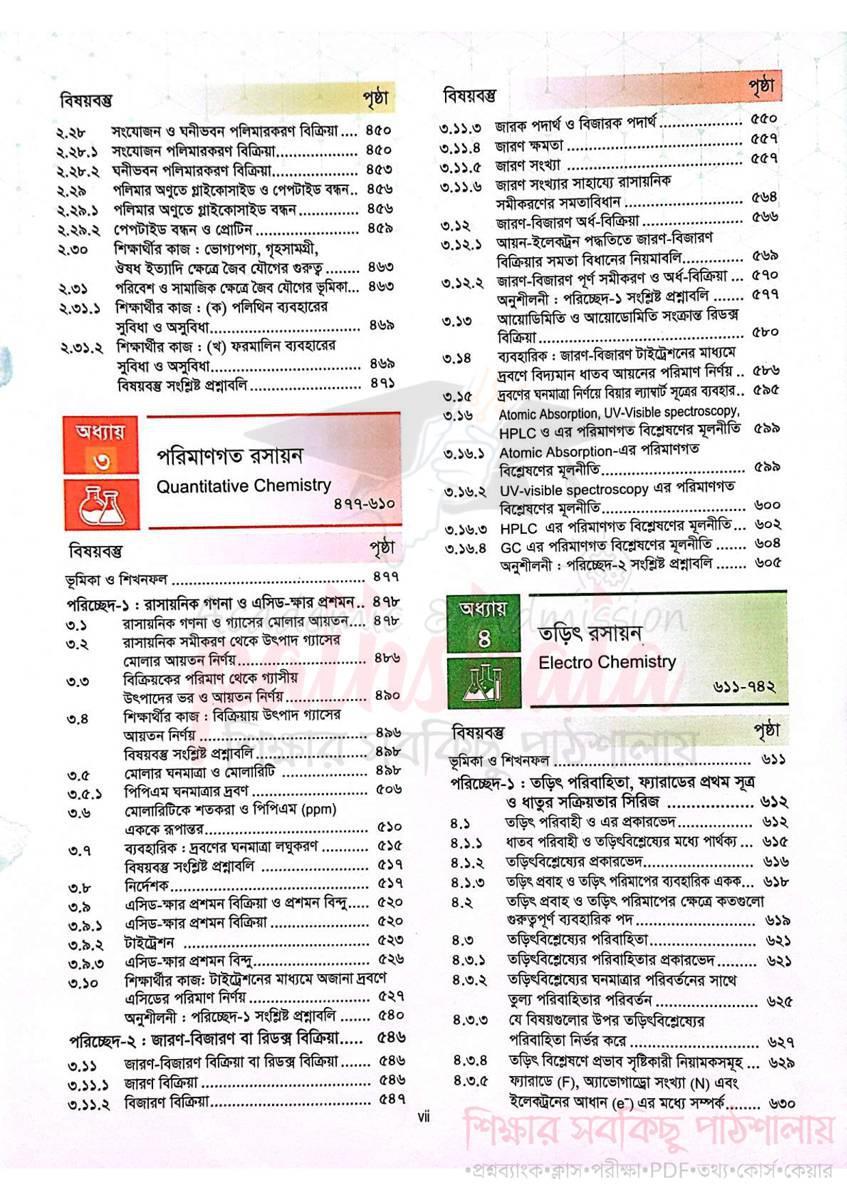 বিষয়বস্তু পৃষ্ঠা
২.২৮ সংযোজন ও ঘনীভবন পলিমারকরণ বিক্রিয়া .... ৪৫০
২.২৮.১ সংযোজন পলিমারকরণ বিক্রিয়া.................. ৪৫০
২.২৮.২ ঘনীভবন পলিমারকরণ বিক্রিয়া.................. ৪৫৩
২.২৯ পলিমার অণুতে গ্লাইকোসাইড ও পেপটাইড বন্ধন.. ৪৫৬
২.২৯.১ পলিমার অণুতে গ্লাইকোসাইড বন্ধন .............. ৪৫৬
২.২৯.২ পেপটাইড বন্ধন ও প্রোটিন ........................ ৪৫৯
২.৩০ শিক্ষার্থীর কাজ : ভোগ্যপণ্য, গৃহসামগ্রী,
ঔষধ ইত্যাদি ক্ষেত্রে জৈব যৌগের গুরুত্ব ........ ৪৬৩
২.৩১ পরিবেশ ও সামাজিক ক্ষেত্রে জৈব যৌগের ভূমিকা... ৪৬৩
২.৩১.১ শিক্ষার্থীর কাজ : (ক) পলিথিন ব্যবহারের
সুবিধা ও অসুবিধা................................. ৪৬৯
২.৩১.২ শিক্ষার্থীর কাজ : (খ) ফরমালিন ব্যবহারের
সুবিধা ও অসুবিধা................................. ৪৬৯
বিষয়বস্তু সংশ্লিষ্ট প্রশ্নাবলি ........................ ৪৭১
অধ্যায়
৩
পরিমাণগত রসায়ন
Quantitative Chemistry
৪৭৭-৬১০
বিষয়বস্তু পৃষ্ঠা
ভূমিকা ও শিখনফল ........................................ ৪৭৭
পরিচ্ছেদ-১ : রাসায়নিক গণনা ও এসিড-ক্ষার প্রশমন.. ৪৭৮
৩.১ রাসায়নিক গণনা ও গ্যাসের মোলার আয়তন.... ৪৭৮
৩.২ রাসায়নিক সমীকরণ থেকে উৎপাদ গ্যাসের
মোলার আয়তন নির্ণয়............................. ৪৮৬
৩.৩ বিক্রিয়কের পরিমাণ থেকে গ্যাসীয়
উৎপাদের ভর ও আয়তন নির্ণয় .................. ৪৯০
৩.৪ শিক্ষার্থীর কাজ : বিক্রিয়ায় উৎপাদ গ্যাসের
আয়তন নির্ণয় ..................................... ৪৯৬
বিষয়বস্তু সংশ্লিষ্ট প্রশ্নাবলি ........................ ৪৯৮
৩.৫ মোলার ঘনমাত্রা ও মোলারিটি .................. ৪৯৮
৩.৫.১ পিপিএম ঘনমাত্রার দ্রবণ ......................... ৫০৬
৩.৬ মোলারিটিকে শতকরা ও পিপিএম (ppm)
এককে রূপান্তর.................................... ৫১০
৩.৭ ব্যবহারিক : দ্রবণের ঘনমাত্রা লঘুকরণ ........... ৫১৫
বিষয়বস্তু সংশ্লিষ্ট প্রশ্নাবলি ....................... ৫১৭
৩.৮ নির্দেশক............................................ ৫১৭
৩.৯ এসিড-ক্ষার প্রশমন বিক্রিয়া ও প্রশমন বিন্দু..... ৫২০
৩.৯.১ এসিড-ক্ষার প্রশমন বিক্রিয়া ..................... ৫২০
৩.৯.২ টাইট্রেশন ......................................... ৫২৩
৩.৯.৩ এসিড-ক্ষার প্রশমন বিন্দু......................... ৫২৬
৩.১০ শিক্ষার্থীর কাজ: টাইট্রেশনের মাধ্যমে অজানা দ্রবণে
এসিডের পরিমাণ নির্ণয় .......................... ৫২৭
অনুশীলনী : পরিচ্ছেদ-১ সংশ্লিষ্ট প্রশ্নাবলি ....... ৫৪০
পরিচ্ছেদ-২ : জারণ-বিজারণ বা রিডক্স বিক্রিয়া..... ৫৪৬
৩.১১ জারণ-বিজারণ বিক্রিয়া বা রিডক্স বিক্রিয়া ....... ৫৪৬
৩.১১.১ জারণ বিক্রিয়া ..................................... ৫৪৬
৩.১১.২ বিজারণ বিক্রিয়া................................... ৫৪৭
বিষয়বস্তু পৃষ্ঠা
৩.১১.৩ জারক পদার্থ ও বিজারক পদার্থ .................. ৫৫০
৩.১১.৪ জারণ ক্ষমতা ...................................... ৫৫৭
৩.১১.৫ জারণ সংখ্যা ...................................... ৫৫৭
৩.১১.৬ জারণ সংখ্যার সাহায্যে রাসায়নিক
সমীকরণের সমতাবিধান .......................... ৫৬৪
৩.১২ জারণ-বিজারণ অর্ধ-বিক্রিয়া ...................... ৫৬৬
৩.১২.১ আয়ন-ইলেকট্রন পদ্ধতিতে জারণ-বিজারণ
বিক্রিয়ার সমতা বিধানের নিয়মাবলি.............. ৫৬৯
৩.১২.২ জারণ-বিজারণ পূর্ণ সমীকরণ ও অর্ধ-বিক্রিয়া ... ৫৭০
অনুশীলনী : পরিচ্ছেদ-১ সংশ্লিষ্ট প্রশ্নাবলি ....... ৫৭৭
৩.১৩ আয়োডিমিতি ও আয়োডোমিতি সংক্রান্ত রিডক্স
বিক্রিয়া............................................. ৫৮০
৩.১৪ ব্যবহারিক : জারণ-বিজারণ টাইট্রেশনের মাধ্যমে
দ্রবণে বিদ্যমান ধাতব আয়নের পরিমাণ নির্ণয় .. ৫৮৬
৩.১৫ দ্রবণের ঘনমাত্রা নির্ণয়ে বিয়ার ল্যাম্বার্ট সূত্রের ব্যবহার.. ৫৯৫
৩.১৬ Atomic Absorption, UV-Visible spectroscopy,
HPLC ও এর পরিমাণগত বিশ্লেষণের মূলনীতি ৫৯৯
৩.১৬.১ Atomic Absorption-এর পরিমাণগত
বিশ্লেষণের মূলনীতি................................ ৫৯৯
৩.১৬.২ UV-visible spectroscopy এর পরিমাণগত
বিশ্লেষণের মূলনীতি................................ ৬০০
৩.১৬.৩ HPLC এর পরিমাণগত বিশ্লেষণের মূলনীতি ... ৬০২
৩.১৬.৪ GC এর পরিমাণগত বিশ্লেষণের মূলনীতি ....... ৬০৪
অনুশীলনী : পরিচ্ছেদ-২ সংশ্লিষ্ট প্রশ্নাবলি ....... ৬০৫
অধ্যায়
৪
তড়িৎ রসায়ন
Electro Chemistry
৬১১-৭৪২
বিষয়বস্তু পৃষ্ঠা
ভূমিকা ও শিখনফল ........................................ ৬১১
পরিচ্ছেদ-১ : তড়িৎ পরিবাহিতা, ফ্যারাডের প্রথম সূত্র
ও ধাতুর সক্রিয়তার সিরিজ ................. ৬১২
৪.১ তড়িৎ পরিবাহী ও এর প্রকারভেদ................ ৬১২
৪.১.১ ধাতব পরিবাহী ও তড়িৎবিশ্লেষ্যের মধ্যে পার্থক্য ... ৬১৫
৪.১.২ তড়িৎবিশ্লেষ্যের প্রকারভেদ....................... ৬১৬
৪.১.৩ তড়িৎ প্রবাহ ও তড়িৎ পরিমাপের ব্যবহারিক একক... ৬১৮
৪.২ তড়িৎ প্রবাহ ও তড়িৎ পরিমাপের ক্ষেত্রে কতগুলো
গুরুত্বপূর্ণ ব্যবহারিক পদ ......................... ৬১৯
৪.৩ তড়িৎবিশ্লেষ্যের পরিবাহিতা...................... ৬২১
৪.৩.১ তড়িৎবিশ্লেষ্যের পরিবাহিতার প্রকারভেদ........ ৬২১
৪.৩.২ তড়িৎবিশ্লেষ্যের ঘনমাত্রার পরিবর্তনের সাথে
তুল্য পরিবাহিতার পরিবর্তন ...................... ৬২৫
৪.৩.৩ যে বিষয়গুলোর উপর তড়িৎবিশ্লেষ্যের
পরিবাহিতা নির্ভর করে ........................... ৬২৭
৪.৩.৪ তড়িৎ বিশ্লেষণে প্রভাব সৃষ্টিকারী নিয়ামকসমূহ ... ৬২৯
৪.৩.৫ ফ্যারাডে (F), অ্যাভোগাড্রো সংখ্যা (N) এবং
ইলেকট্রনের আধান (e⁻) এর মধ্যে সম্পর্ক........ ৬৩০
vii
শিক্ষার সবকিছু পাঠশালায়
•প্রশ্নব্যাংক•ক্লাস•পরীক্ষা•PDF•তথ্য•কোর্স•কেয়ার
Academic & Admission
শিক্ষার সবকিছু পাঠশালায়